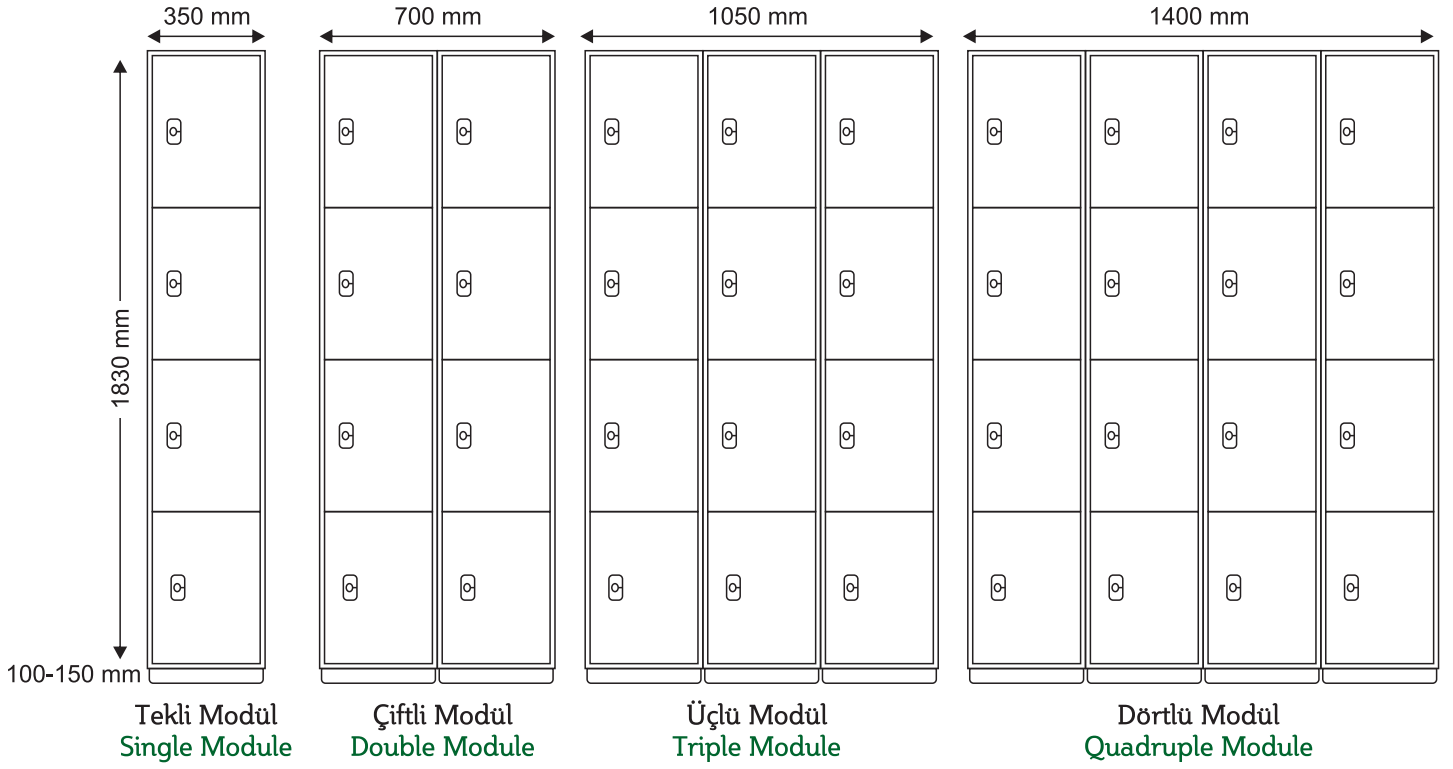 350 mm
700 mm
1050 mm
1400 mm
1830 mm
100-150 mm
Tekli Modül
Single Module
Çiftli Modül
Double Module
Üçlü Modül
Triple Module
Dörtlü Modül
Quadruple Module